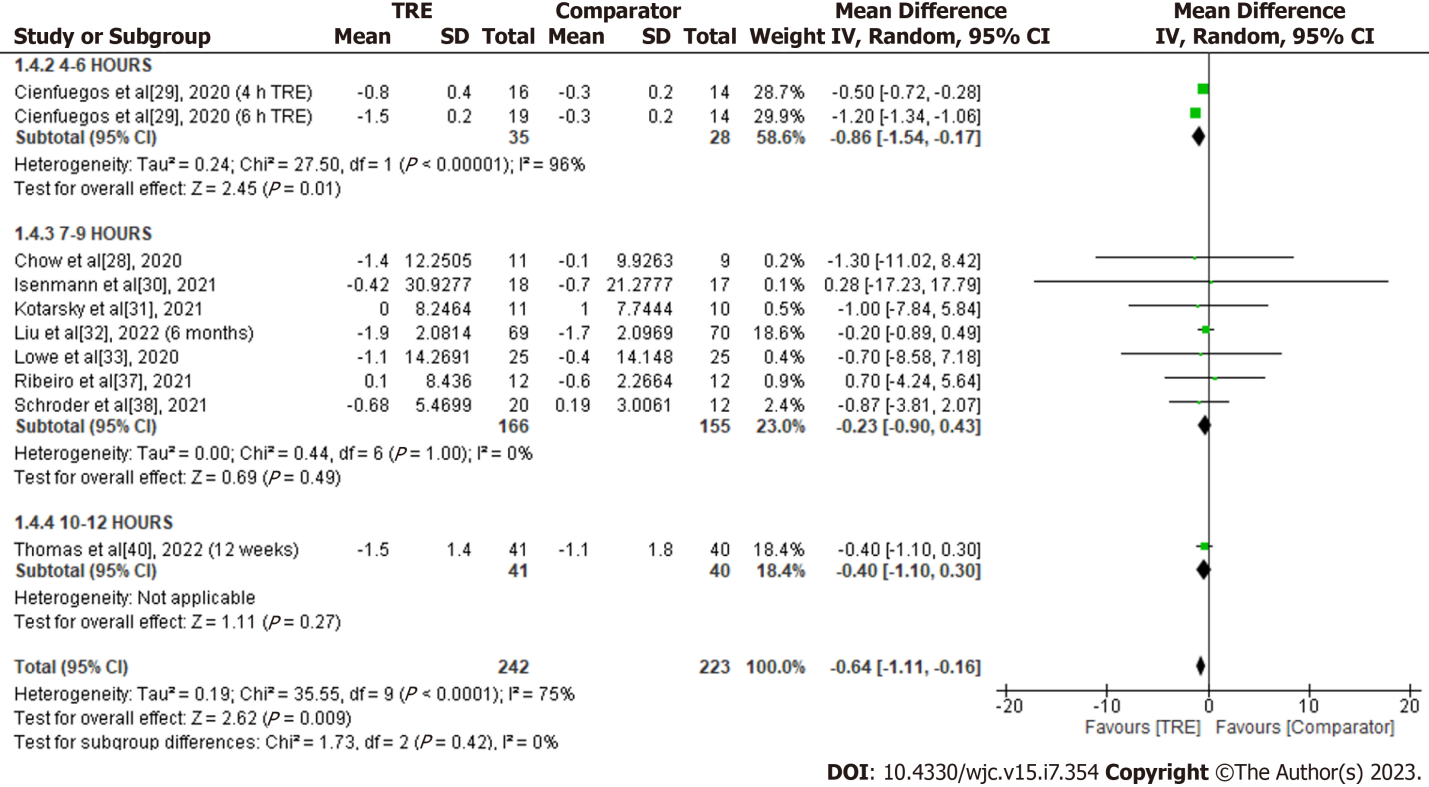 TRE Comparator Mean Difference Mean Difference
Study or Subgroup Mean SD Total Mean SD Total Weight IV, Random, 95% CI IV, Random, 95% CI
1.4.2 4-6 HOURS
Cienfuegos et al[29], 2020 (4 h TRE) -0.8 0.4 16 -0.3 0.2 14 28.7% -0.50 [-0.72, -0.28]
Cienfuegos et al[29], 2020 (6 h TRE) -1.5 0.2 19 -0.3 0.2 14 29.9% -1.20 [-1.34, -1.06]
Subtotal (95% CI) 35 28 58.6% -0.86 [-1.54, -0.17]
Heterogeneity: Tau² = 0.24; Chi² = 27.50, df = 1 (P < 0.00001); I² = 96%
Test for overall effect: Z = 2.45 (P = 0.01)
1.4.3 7-9 HOURS
Chow et al[28], 2020 -1.4 12.2505 11 -0.1 9.9263 9 0.2% -1.30 [-11.02, 8.42]
Isenmann et al[30], 2021 -0.42 30.9277 18 -0.7 21.2777 17 0.1% 0.28 [-17.23, 17.79]
Kotarsky et al[31], 2021 0 8.2464 11 1 7.7444 10 0.5% -1.00 [-7.84, 5.84]
Liu et al[32], 2022 (6 months) -1.9 2.0814 69 -1.7 2.0969 70 18.6% -0.20 [-0.89, 0.49]
Lowe et al[33], 2020 -1.1 14.2691 25 -0.4 14.148 25 0.4% -0.70 [-8.58, 7.18]
Ribeiro et al[37], 2021 0.1 8.436 12 -0.6 2.2664 12 0.9% 0.70 [-4.24, 5.64]
Schroder et al[38], 2021 -0.68 5.4699 20 0.19 3.0061 12 2.4% -0.87 [-3.81, 2.07]
Subtotal (95% CI) 166 155 23.0% -0.23 [-0.90, 0.43]
Heterogeneity: Tau² = 0.00; Chi² = 0.44, df = 6 (P = 1.00); I² = 0%
Test for overall effect: Z = 0.69 (P = 0.49)
1.4.4 10-12 HOURS
Thomas et al[40], 2022 (12 weeks) -1.5 1.4 41 -1.1 1.8 40 18.4% -0.40 [-1.10, 0.30]
Subtotal (95% CI) 41 40 18.4% -0.40 [-1.10, 0.30]
Heterogeneity: Not applicable
Test for overall effect: Z = 1.11 (P = 0.27)
Total (95% CI) 242 223 100.0% -0.64 [-1.11, -0.16]
Heterogeneity: Tau² = 0.19; Chi² = 35.55, df = 9 (P < 0.0001); I² = 75%
Test for overall effect: Z = 2.62 (P = 0.009)
Test for subgroup differences: Chi² = 1.73, df = 2 (P = 0.42), I² = 0%
-20 -10 0 10 20
Favours [TRE] Favours [Comparator]
DOI: 10.4330/wjc.v15.i7.354 Copyright ©The Author(s) 2023.